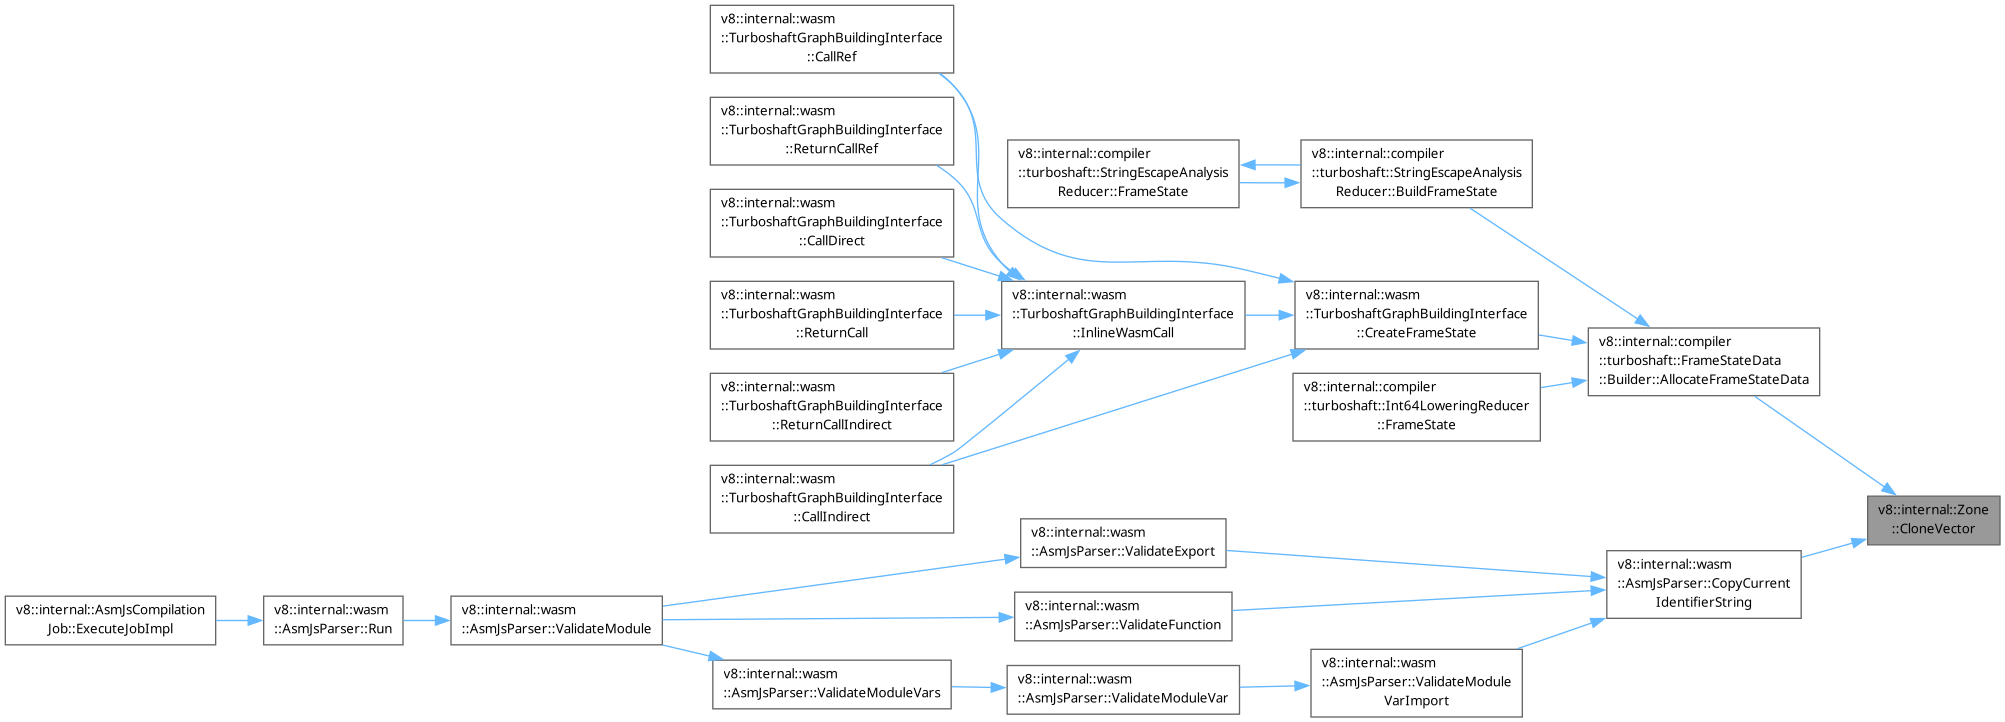 v8::internal::wasm
::TurboshaftGraphBuildingInterface
::CallRef
v8::internal::wasm
::TurboshaftGraphBuildingInterface
::ReturnCallRef
v8::internal::wasm
::TurboshaftGraphBuildingInterface
::CallDirect
v8::internal::wasm
::TurboshaftGraphBuildingInterface
::ReturnCall
v8::internal::wasm
::TurboshaftGraphBuildingInterface
::ReturnCallIndirect
v8::internal::wasm
::TurboshaftGraphBuildingInterface
::CallIndirect
v8::internal::compiler
::turboshaft::StringEscapeAnalysis
Reducer::FrameState
v8::internal::compiler
::turboshaft::StringEscapeAnalysis
Reducer::BuildFrameState
v8::internal::wasm
::TurboshaftGraphBuildingInterface
::InlineWasmCall
v8::internal::wasm
::TurboshaftGraphBuildingInterface
::CreateFrameState
v8::internal::compiler
::turboshaft::Int64LoweringReducer
::FrameState
v8::internal::compiler
::turboshaft::FrameStateData
::Builder::AllocateFrameStateData
v8::internal::Zone
::CloneVector
v8::internal::wasm
::AsmJsParser::CopyCurrent
IdentifierString
v8::internal::wasm
::AsmJsParser::ValidateExport
v8::internal::wasm
::AsmJsParser::ValidateFunction
v8::internal::wasm
::AsmJsParser::ValidateModule
VarImport
v8::internal::wasm
::AsmJsParser::ValidateModuleVar
v8::internal::wasm
::AsmJsParser::ValidateModuleVars
v8::internal::wasm
::AsmJsParser::ValidateModule
v8::internal::wasm
::AsmJsParser::Run
v8::internal::AsmJsCompilation
Job::ExecuteJobImpl